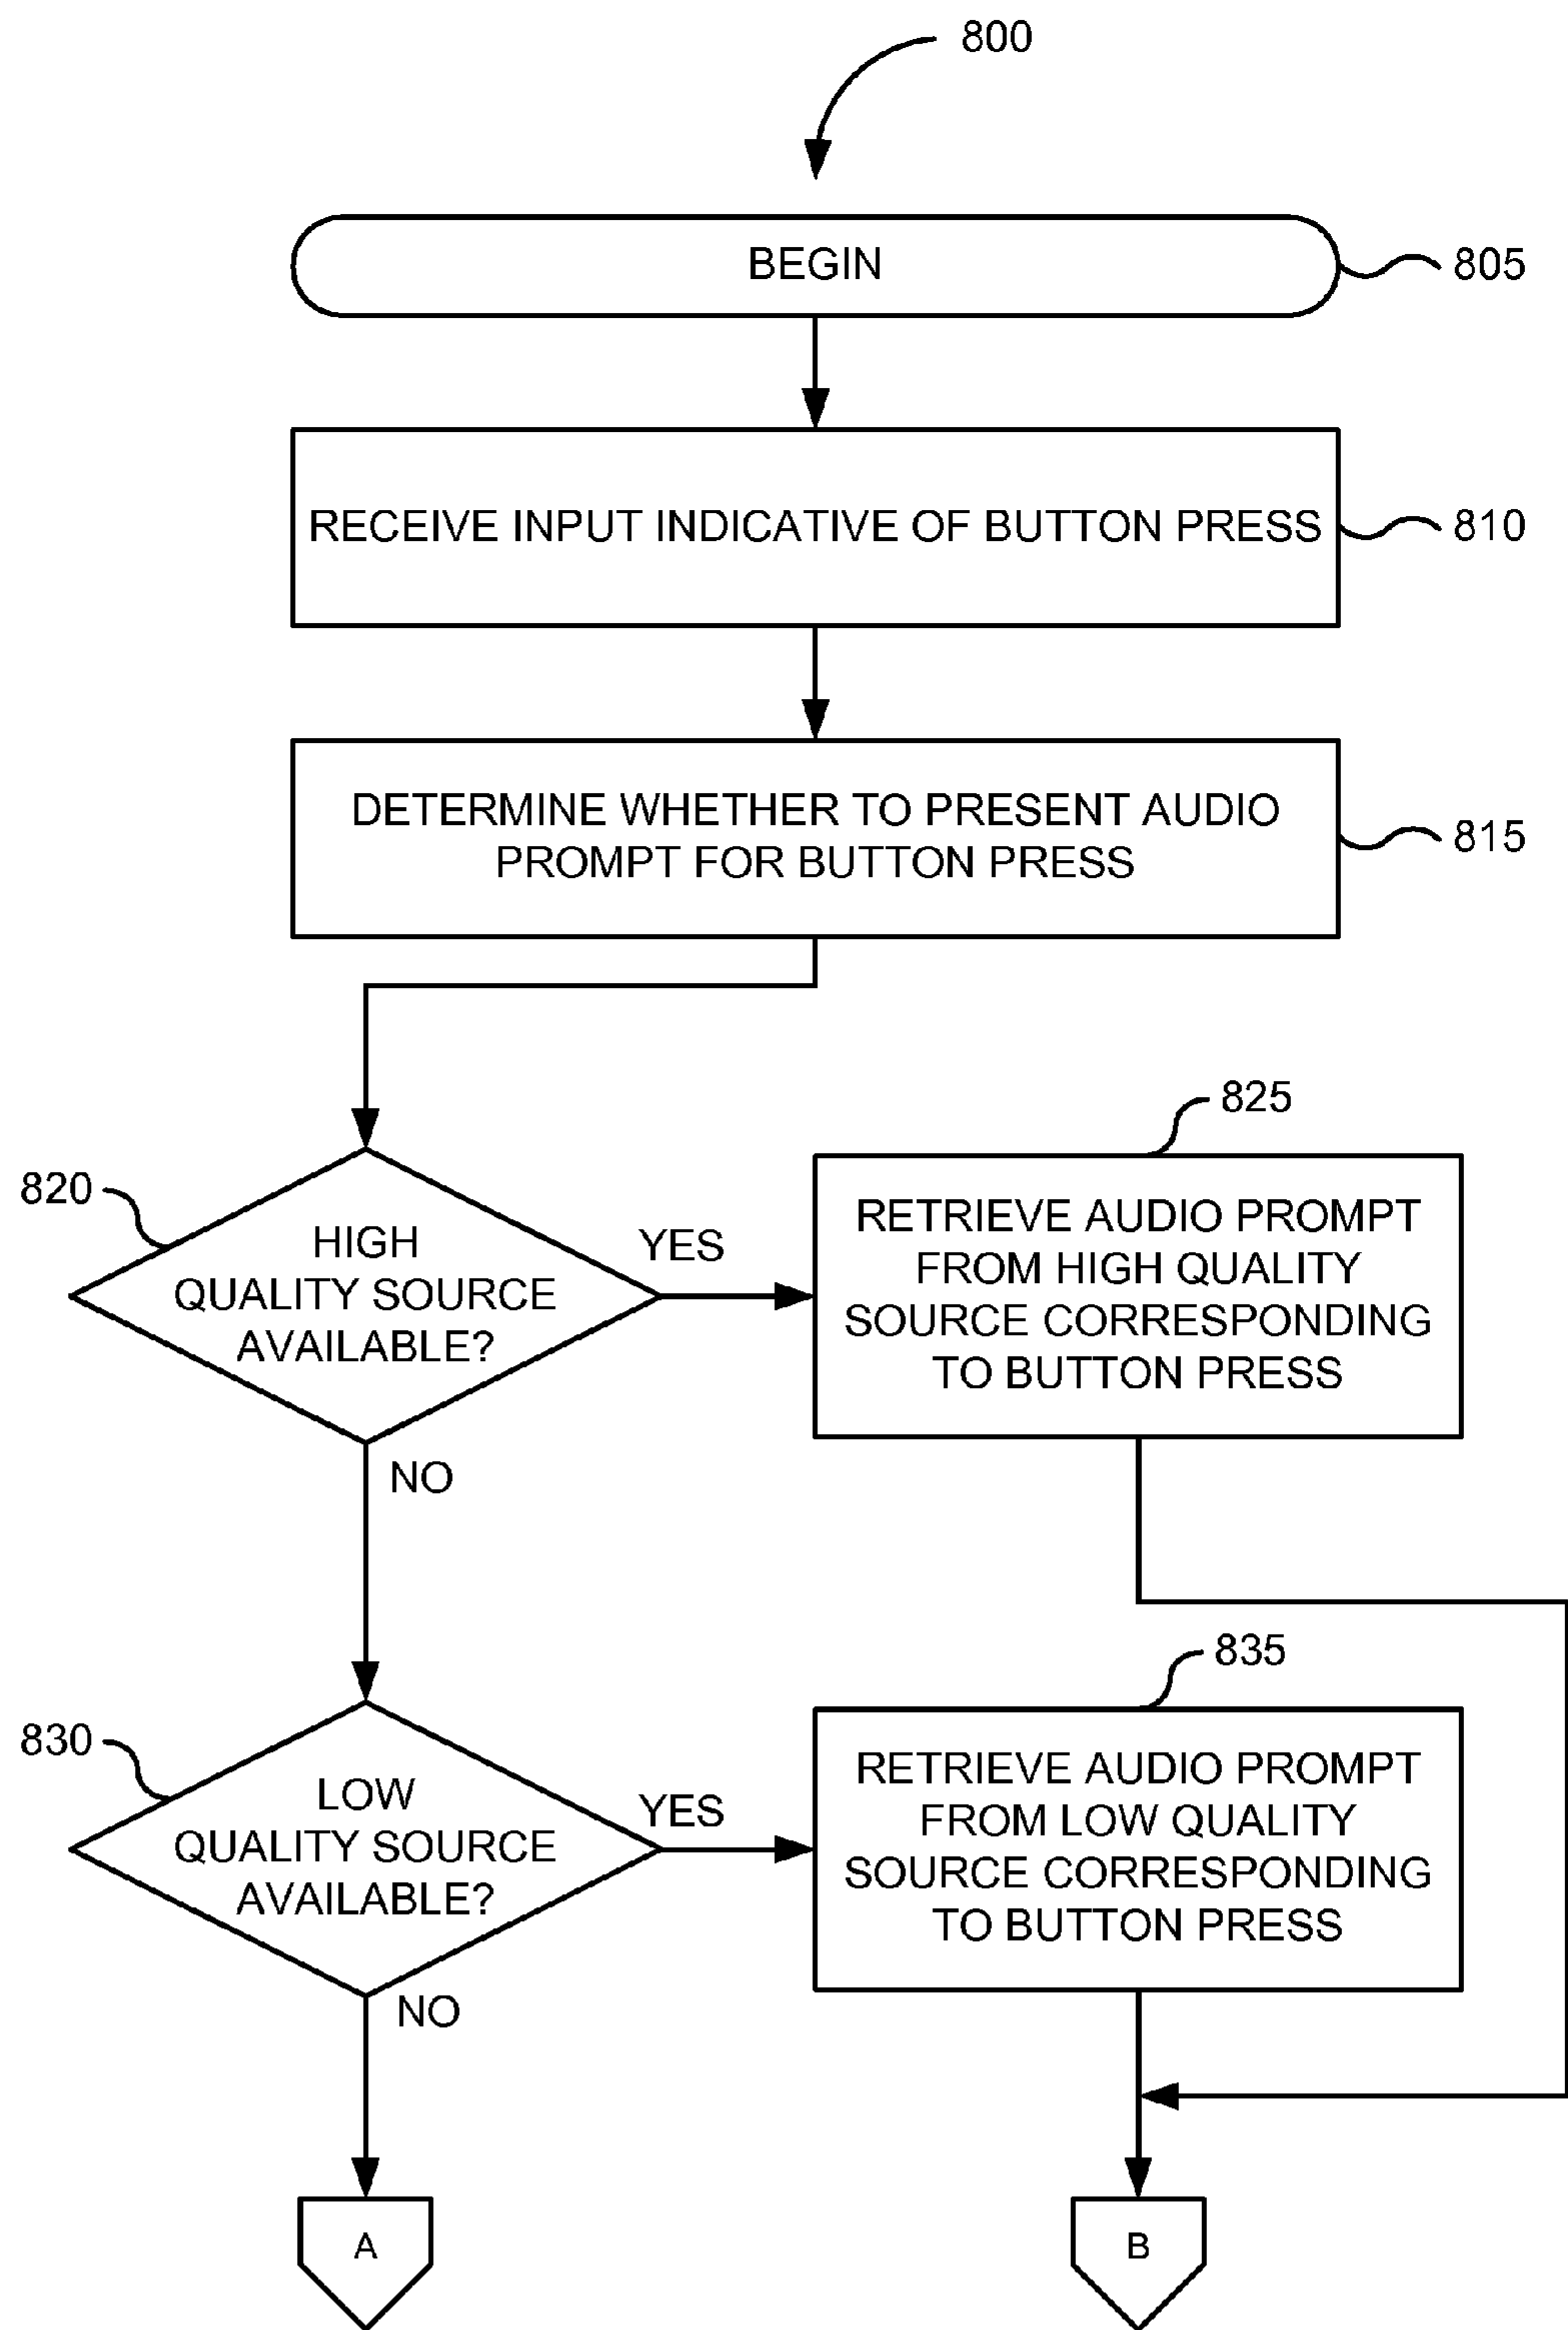 800
BEGIN
805
RECEIVE INPUT INDICATIVE OF BUTTON PRESS
810
DETERMINE WHETHER TO PRESENT AUDIO
PROMPT FOR BUTTON PRESS
815
820
HIGH
QUALITY SOURCE
AVAILABLE?
YES
NO
825
RETRIEVE AUDIO PROMPT
FROM HIGH QUALITY
SOURCE CORRESPONDING
TO BUTTON PRESS
830
LOW
QUALITY SOURCE
AVAILABLE?
YES
NO
835
RETRIEVE AUDIO PROMPT
FROM LOW QUALITY
SOURCE CORRESPONDING
TO BUTTON PRESS
A
B